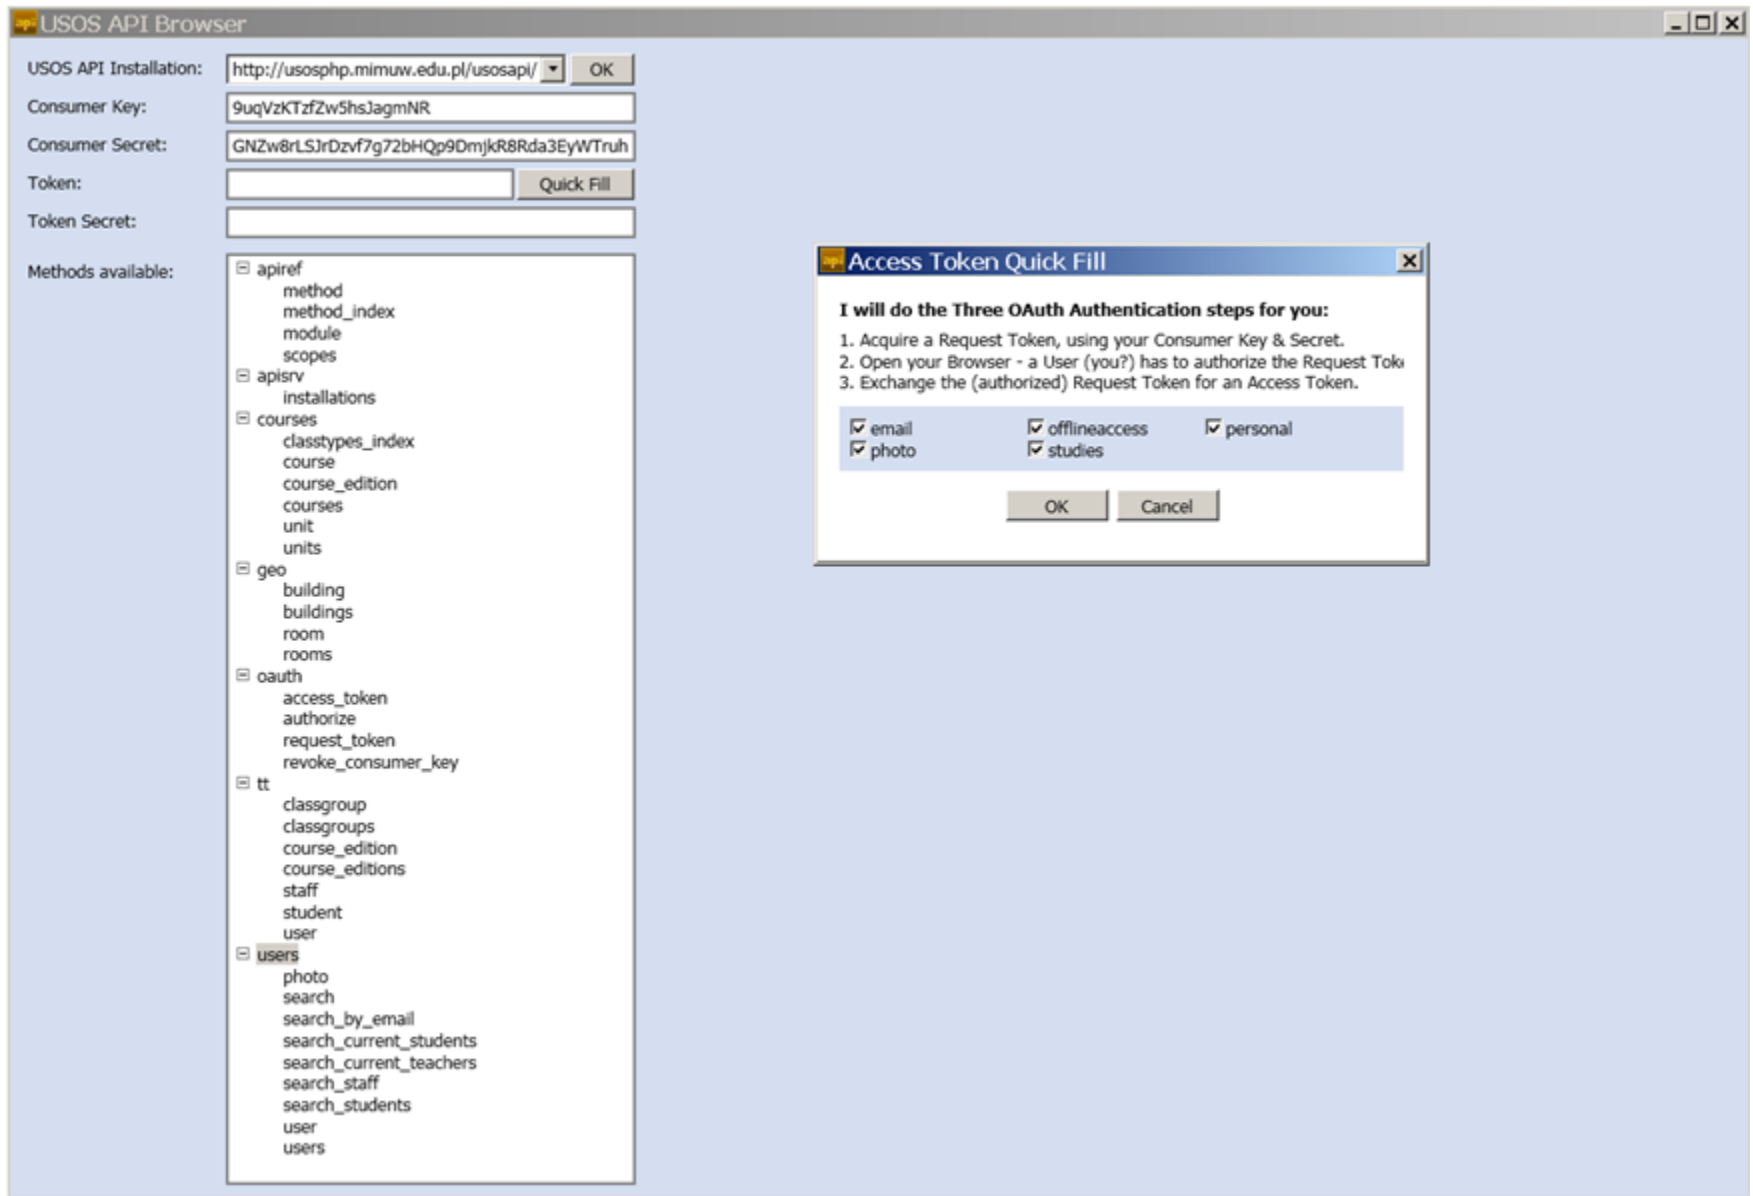 api USOS API Browser
USOS API Installation: http://usosphp.mimuw.edu.pl/usosapi/ OK
Consumer Key: 9uqVzKTzfZw5hsJagmNR
Consumer Secret: GNZw8rLSJrDzvf7g72bHQp9DmjkR8Rda3EyWTruh
Token: Quick Fill
Token Secret:
Methods available:
apiref
method
method_index
module
scopes
apisrv
installations
courses
classtypes_index
course
course_edition
courses
unit
units
geo
building
buildings
room
rooms
oauth
access_token
authorize
request_token
revoke_consumer_key
tt
classgroup
classgroups
course_edition
course_editions
staff
student
user
users
photo
search
search_by_email
search_current_students
search_current_teachers
search_staff
search_students
user
users
api Access Token Quick Fill
I will do the Three OAuth Authentication steps for you:
1. Acquire a Request Token, using your Consumer Key & Secret.
2. Open your Browser - a User (you?) has to authorize the Request Toke
3. Exchange the (authorized) Request Token for an Access Token.
email offlineaccess personal
photo studies
OK Cancel